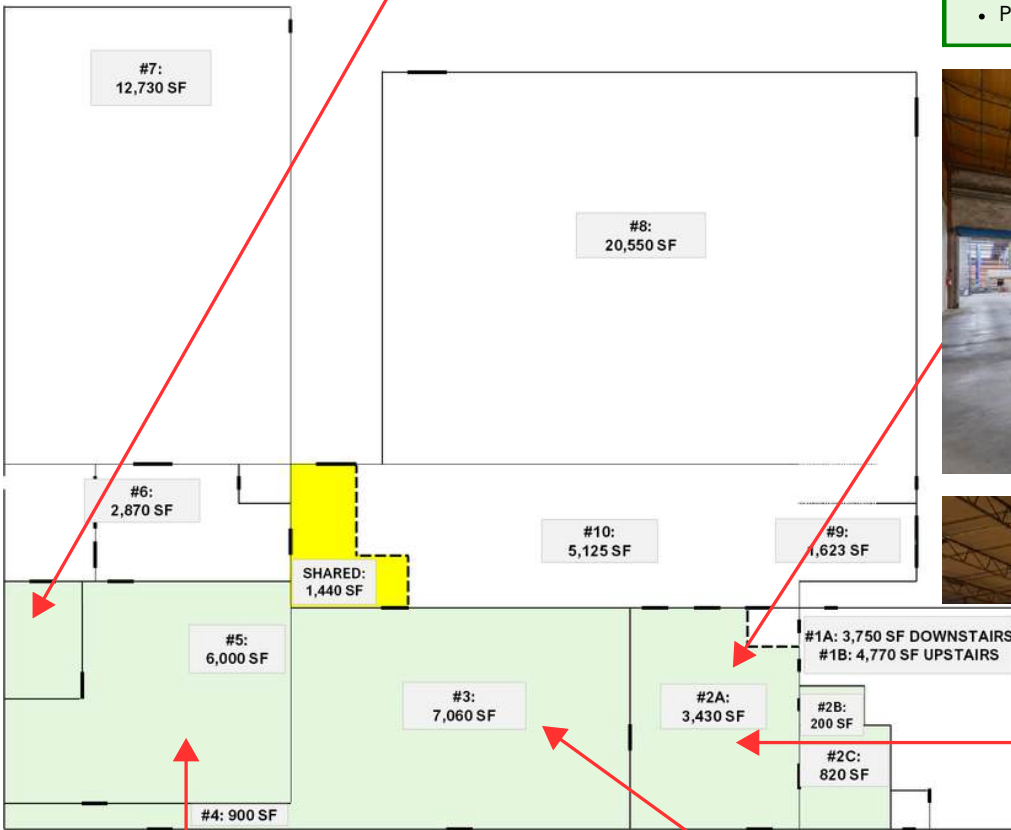 • P
#7:
12,730 SF
#8:
20,550 SF
#6:
2,870 SF
#10:
5,125 SF
#9:
1,623 SF
SHARED:
1,440 SF
#5:
6,000 SF
#1A: 3,750 SF DOWNSTAIRS
#1B: 4,770 SF UPSTAIRS
#3:
7,060 SF
#2A:
3,430 SF
#2B:
200 SF
#2C:
820 SF
#4: 900 SF